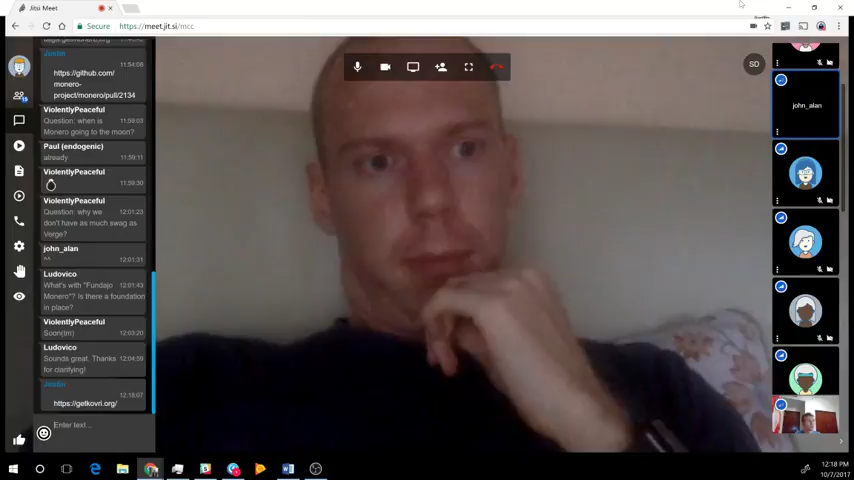 Jitsi Meet
Secure
https://meet.jit.si/mcc
11:54:08
https://github.com/
monero-
project/monero/pull/2134
ViolentlyPeaceful
Question: when is
11:59:03
Monero going to the moon?
Paul (endogenic)
already
11:59:11
ViolentlyPeaceful
11:59:30
ViolentlyPeaceful
Question: why we
12:01:23
don't have as much swag as
Verge?
john_alan
^^
12:01:31
Ludovico
What's with "Fundajo
12:01:43
Monero"? Is there a foundation
in place?
ViolentlyPeaceful
Soon(tm)
12:03:20
Ludovico
Sounds great. Thanks
12:04:59
for clarifying!
12:18:07
https://getkovri.org/
Enter text...
SD
john_alan
12:18 PM
10/7/2017